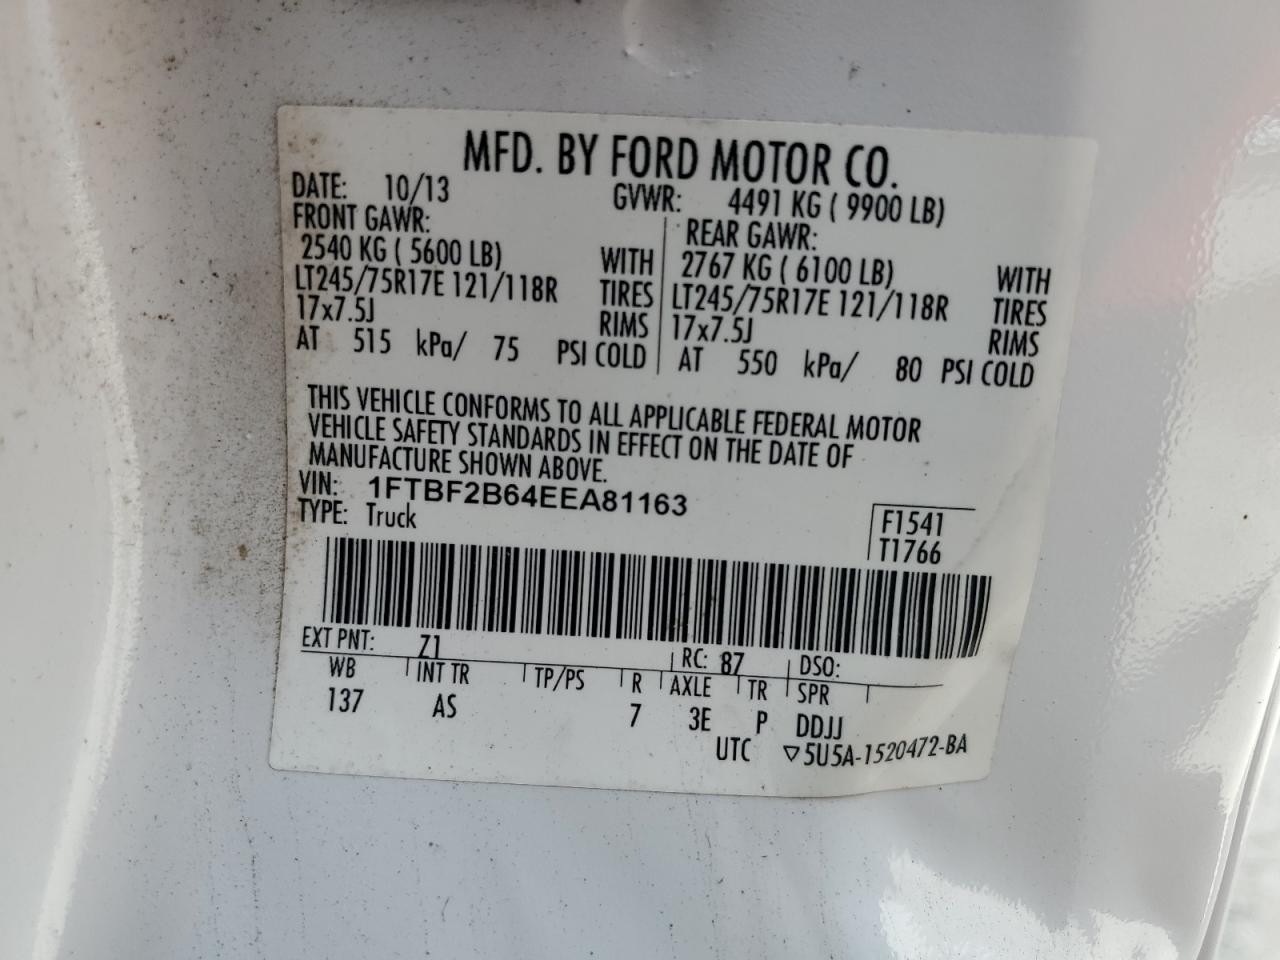 MFD. BY FORD MOTOR CO.
DATE: 10/13 GVWR: 4491 KG ( 9900 LB)
FRONT GAWR: REAR GAWR:
2540 KG ( 5600 LB) WITH 2767 KG ( 6100 LB) WITH
LT245/75R17E 121/118R TIRES LT245/75R17E 121/118R TIRES
17x7.5J RIMS 17x7.5J RIMS
AT 515 kPa/ 75 PSI COLD AT 550 kPa/ 80 PSI COLD
THIS VEHICLE CONFORMS TO ALL APPLICABLE FEDERAL MOTOR
VEHICLE SAFETY STANDARDS IN EFFECT ON THE DATE OF
MANUFACTURE SHOWN ABOVE.
VIN: 1FTBF2B64EEA81163
TYPE: Truck F1541
T1766
EXT PNT: Z1 RC: 87 DSO:
WB INT TR TP/PS R AXLE TR SPR
137 AS 7 3E P DDJJ
UTC ▽5U5A-1520472-BA